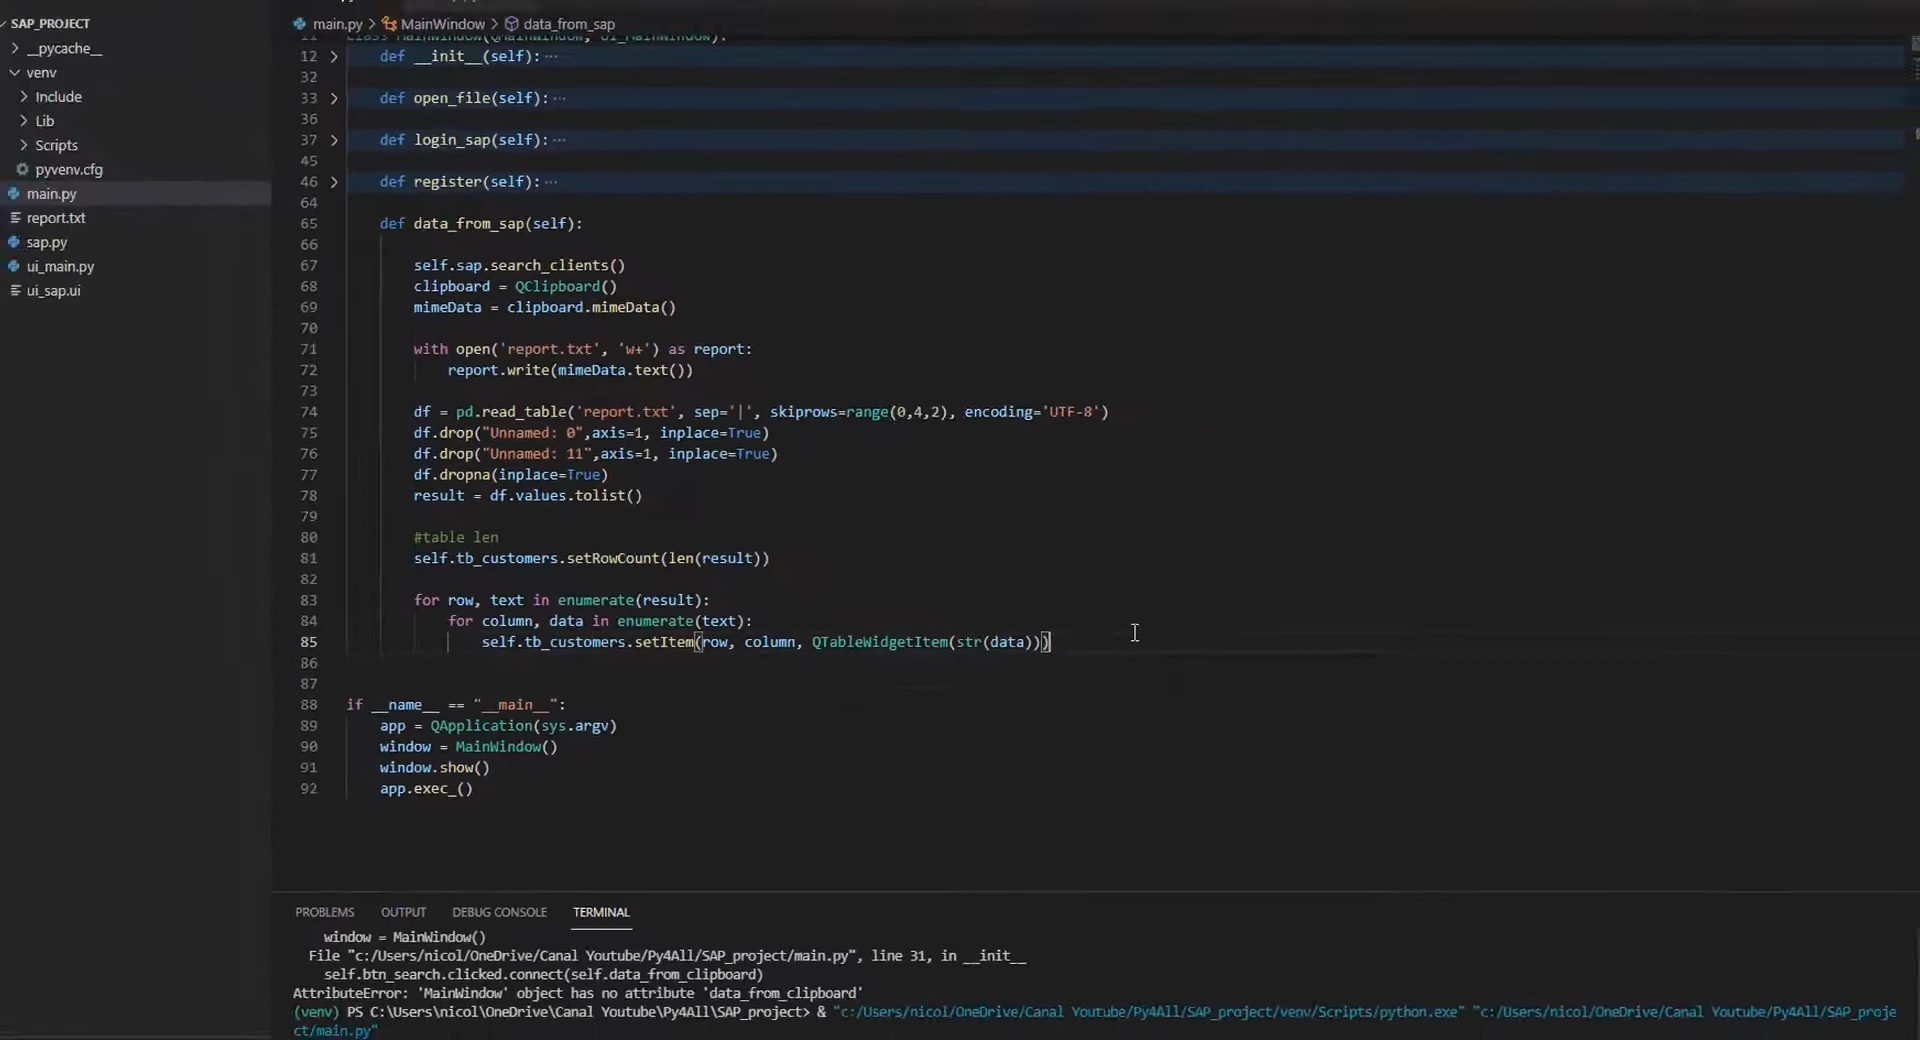 SAP_PROJECT
__pycache__
venv
Include
Lib
Scripts
pyvenv.cfg
main.py
report.txt
sap.py
ui_main.py
ui_sap.ui
main.py > MainWindow > data_from_sap
11 class MainWindow(QMainWindow, Ui_MainWindow):
12 def __init__(self): ...
32
33 def open_file(self): ...
36
37 def login_sap(self): ...
45
46 def register(self): ...
64
65 def data_from_sap(self):
66
67 self.sap.search_clients()
68 clipboard = QClipboard()
69 mimeData = clipboard.mimeData()
70
71 with open('report.txt', 'w+') as report:
72 report.write(mimeData.text())
73
74 df = pd.read_table('report.txt', sep='|', skiprows=range(0,4,2), encoding='UTF-8')
75 df.drop("Unnamed: 0",axis=1, inplace=True)
76 df.drop("Unnamed: 11",axis=1, inplace=True)
77 df.dropna(inplace=True)
78 result = df.values.tolist()
79
80 #table len
81 self.tb_customers.setRowCount(len(result))
82
83 for row, text in enumerate(result):
84 for column, data in enumerate(text):
85 self.tb_customers.setItem(row, column, QTableWidgetItem(str(data)))
86
87
88 if __name__ == "__main__":
89 app = QApplication(sys.argv)
90 window = MainWindow()
91 window.show()
92 app.exec_()
PROBLEMS OUTPUT DEBUG CONSOLE TERMINAL
window = MainWindow()
File "c:/Users/nicol/OneDrive/Canal Youtube/Py4All/SAP_project/main.py", line 31, in __init__
self.btn_search.clicked.connect(self.data_from_clipboard)
AttributeError: 'MainWindow' object has no attribute 'data_from_clipboard'
(venv) PS C:\Users\nicol\OneDrive\Canal Youtube\Py4All\SAP_project> & "c:/Users/nicol/OneDrive/Canal Youtube/Py4All/SAP_project/venv/Scripts/python.exe" "c:/Users/nicol/OneDrive/Canal Youtube/Py4All/SAP_proje
ct/main.py"